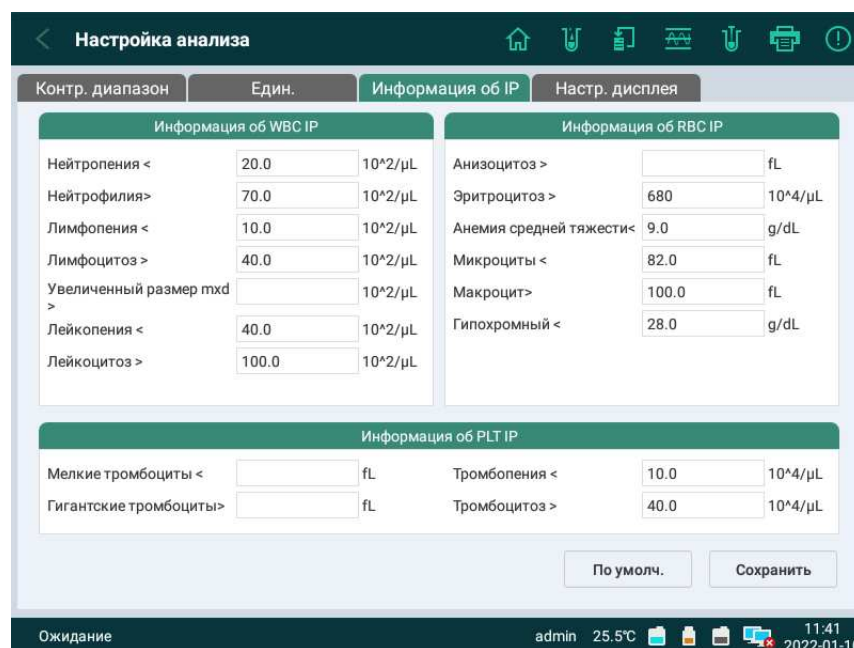 Настройка анализа
Контр. диапазон Един. Информация об IP Настр. дисплея
Информация об WBC IP
Нейтропения < 20.0 10^2/µL
Нейтрофилия> 70.0 10^2/µL
Лимфопения < 10.0 10^2/µL
Лимфоцитоз > 40.0 10^2/µL
Увеличенный размер mxd
> 10^2/µL
Лейкопения < 40.0 10^2/µL
Лейкоцитоз > 100.0 10^2/µL
Информация об RBC IP
Анизоцитоз > fL
Эритроцитоз > 680 10^4/µL
Анемия средней тяжести< 9.0 g/dL
Микроциты < 82.0 fL
Макроцит> 100.0 fL
Гипохромный < 28.0 g/dL
Информация об PLT IP
Мелкие тромбоциты < fL Тромбопения < 10.0 10^4/µL
Гигантские тромбоциты> fL Тромбоцитоз > 40.0 10^4/µL
По умолч. Сохранить
Ожидание admin 25.5℃ 11:41
2022-01-10